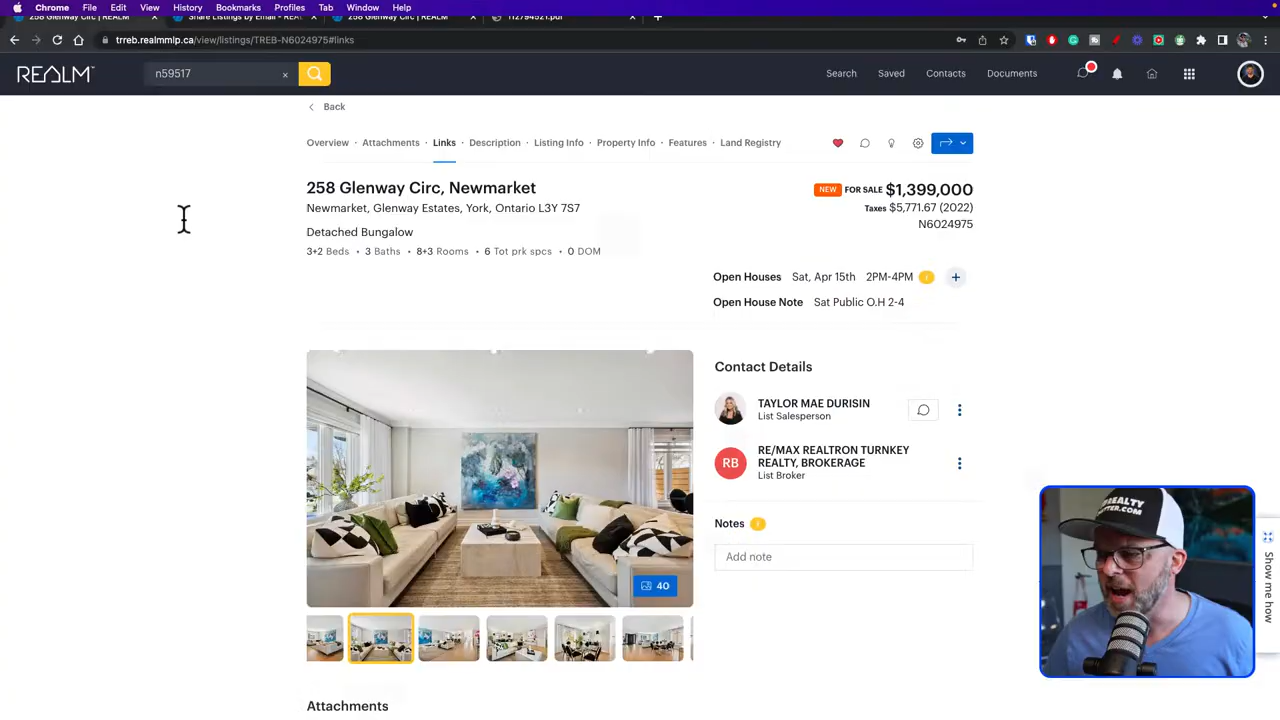 Chrome File Edit View History Bookmarks Profiles Tab Window Help
258 Glenway Circ | REALM × Share Listings by Email - REAL 258 Glenway Circ | REALM × 112794521.pdf × +
trreb.realmmlp.ca/view/listings/TREB-N6024975#links
REALM n59517 × Search Saved Contacts Documents
Back
Overview · Attachments · Links · Description · Listing Info · Property Info · Features · Land Registry
258 Glenway Circ, Newmarket
NEW FOR SALE $1,399,000
Newmarket, Glenway Estates, York, Ontario L3Y 7S7
Taxes $5,771.67 (2022)
N6024975
Detached Bungalow
3+2 Beds • 3 Baths • 8+3 Rooms • 6 Tot prk spcs • 0 DOM
Open Houses Sat, Apr 15th 2PM-4PM
Open House Note Sat Public O.H 2-4
Contact Details
TAYLOR MAE DURISIN
List Salesperson
RB
RE/MAX REALTRON TURNKEY
REALTY, BROKERAGE
List Broker
Notes
Add note
40
Attachments
Show me how